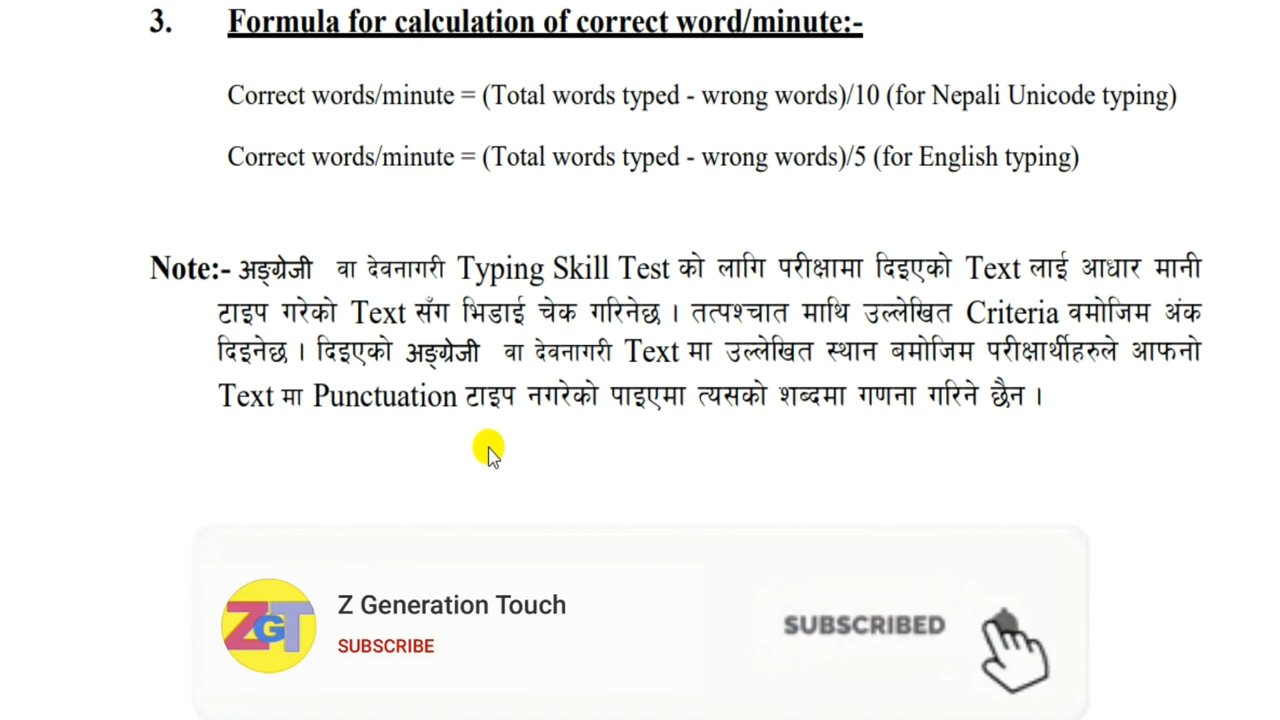 3. Formula for calculation of correct word/minute:-
Correct words/minute = (Total words typed - wrong words)/10 (for Nepali Unicode typing)
Correct words/minute = (Total words typed - wrong words)/5 (for English typing)
Note:- अङ्ग्रेजी वा देवनागरी Typing Skill Test को लागि परीक्षामा दिइएको Text लाई आधार मानी
टाइप गरेको Text सँग भिडाई चेक गरिनेछ । तत्पश्चात माथि उल्लेखित Criteria वमोजिम अंक
दिइनेछ । दिइएको अङ्ग्रेजी वा देवनागरी Text मा उल्लेखित स्थान बमोजिम परीक्षार्थीहरुले आफनो
Text मा Punctuation टाइप नगरेको पाइएमा त्यसको शब्दमा गणना गरिने छैन ।
ZGT
Z Generation Touch
SUBSCRIBE
SUBSCRIBED